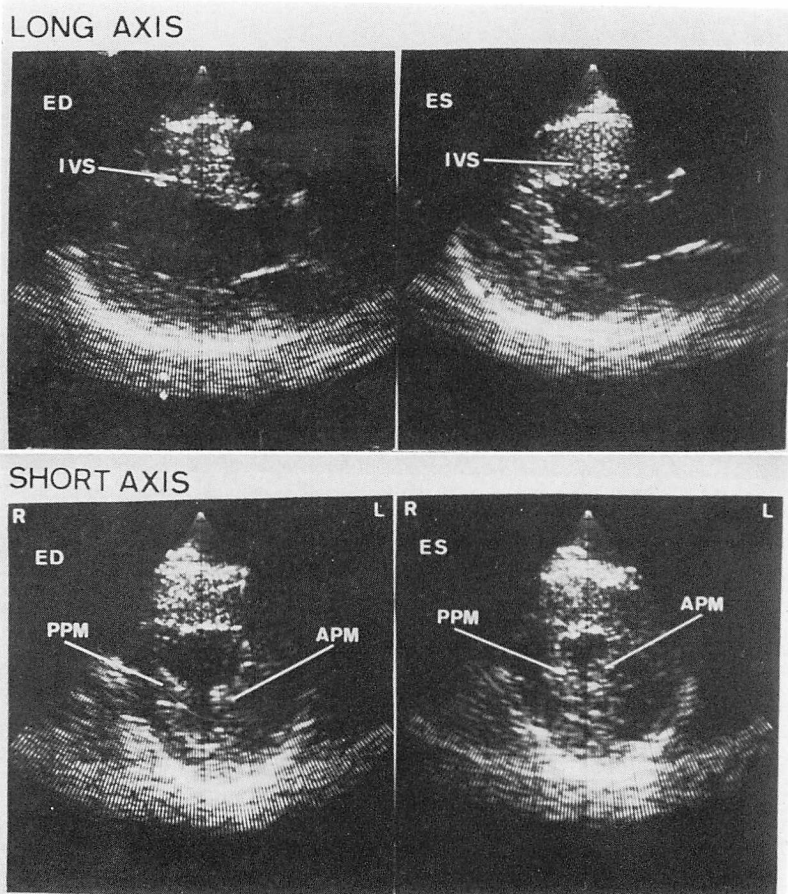 LONG AXIS
ED
ES
IVS
IVS
SHORT AXIS
R
L
R
L
ED
ES
PPM
APM
PPM
APM